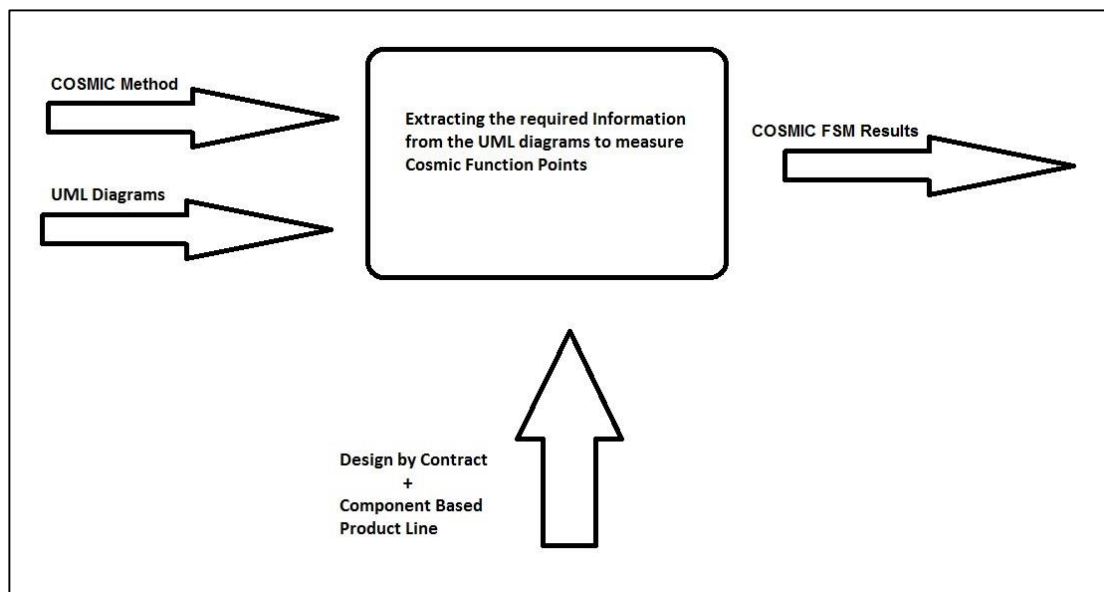 COSMIC Method
UML Diagrams
Extracting the required Information
from the UML diagrams to measure
Cosmic Function Points
COSMIC FSM Results
Design by Contract
+
Component Based
Product Line